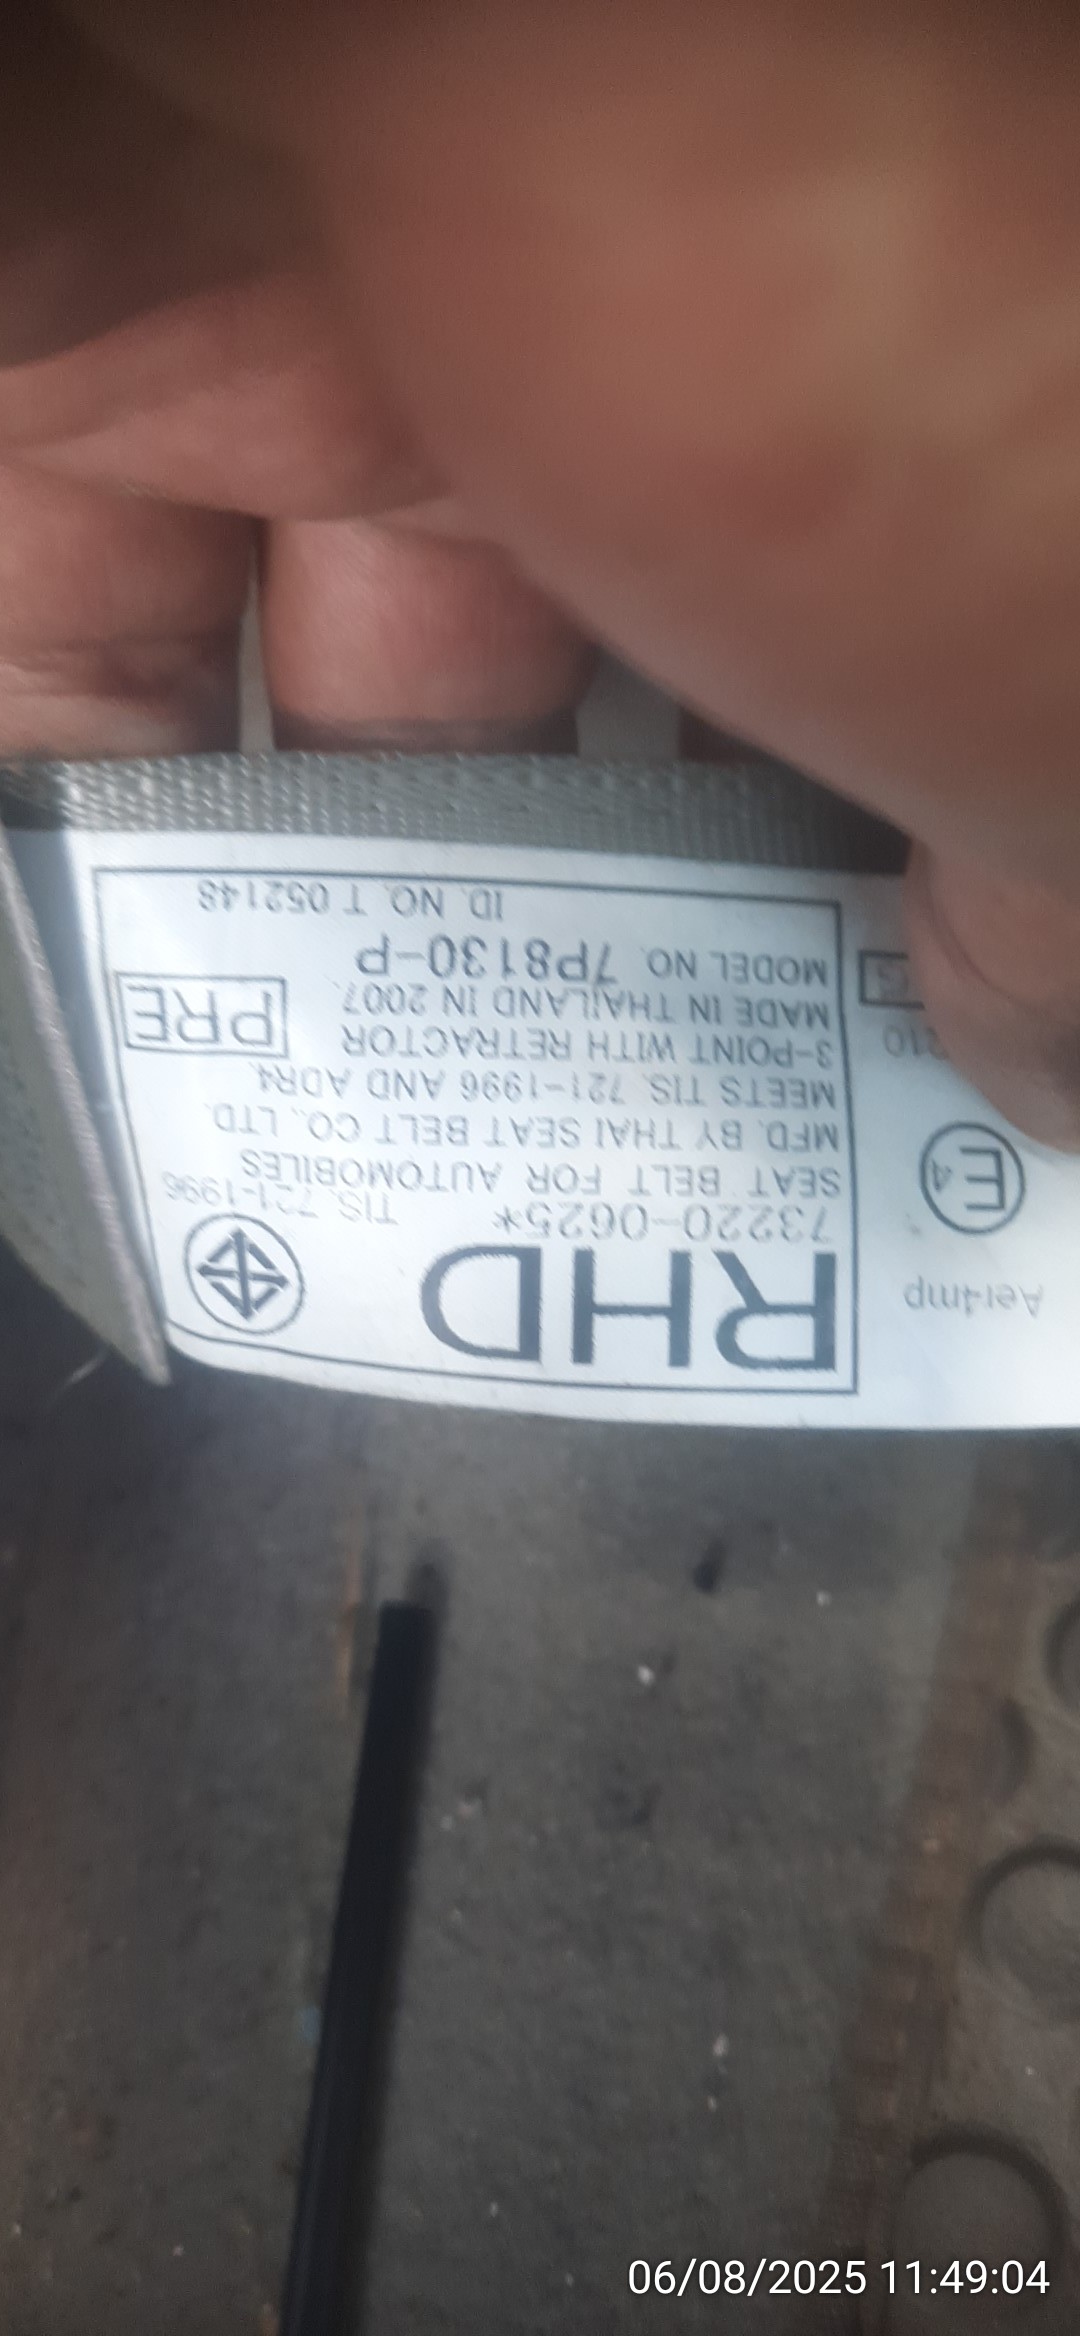 RHD
73220-0625*
TIS. 721-1996
SEAT BELT FOR AUTOMOBILES
MFD. BY THAI SEAT BELT CO., LTD.
MEETS TIS. 721-1996 AND ADR4.
3-POINT WITH RETRACTOR
MADE IN THAILAND IN 2007.
PRE
MODEL NO. 7P8130-P
ID. NO. T 052148
Aer4mp
E4
06/08/2025 11:49:04